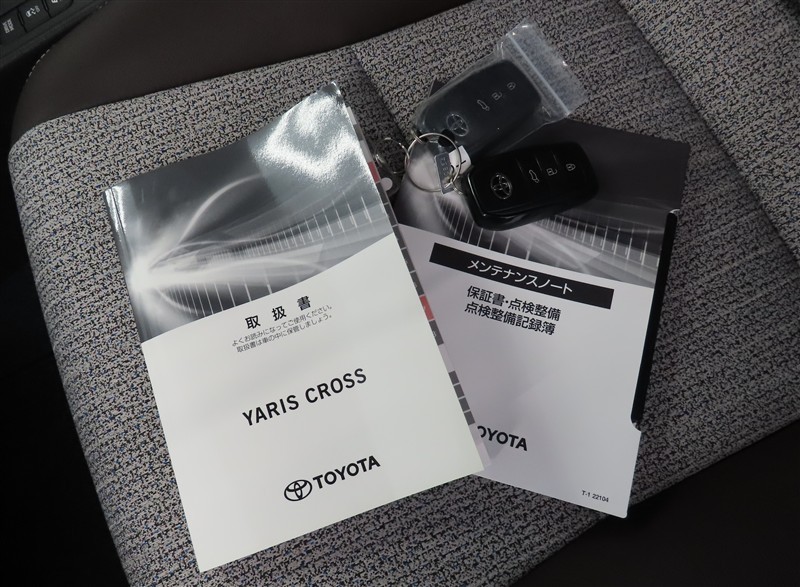 取扱書
よくお読みになってご使用ください。
取扱書は車の中に保管しましょう。
YARIS CROSS
TOYOTA
メンテナンスノート
保証書・点検整備
点検整備記録簿
OYOTA
T-1 22104